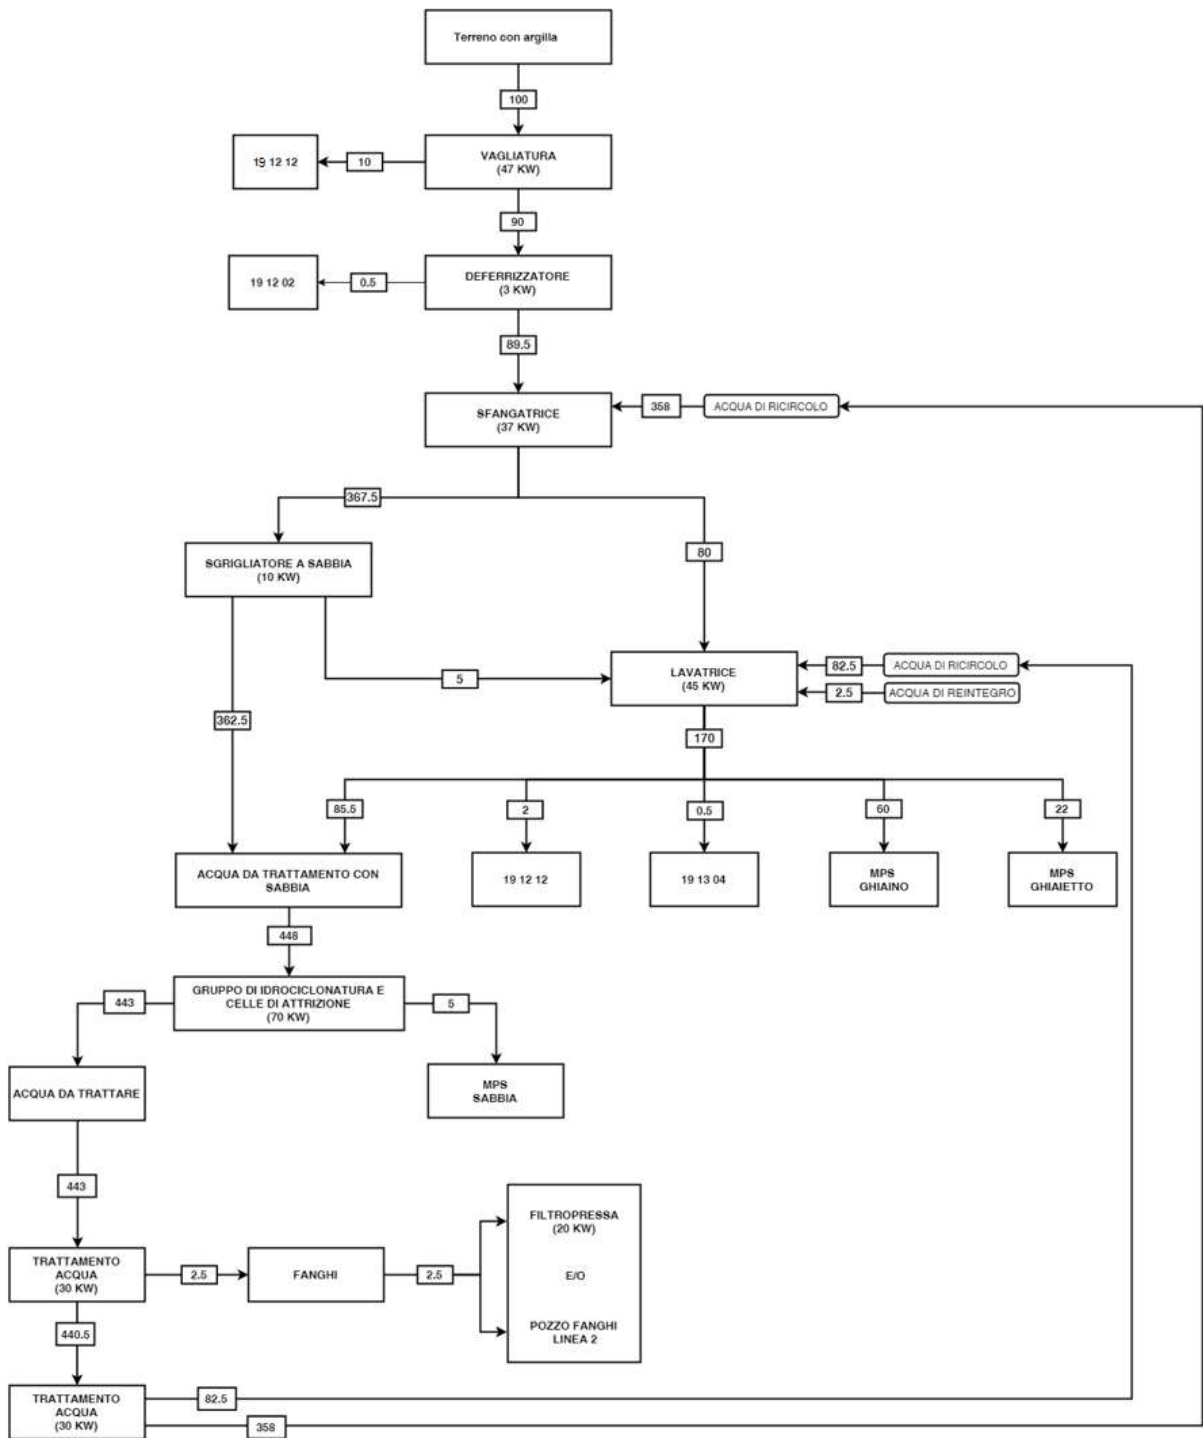 Terreno con argilla
100
19 12 12
10
VAGLIATURA
(47 KW)
90
19 12 02
0.5
DEFERRIZZATORE
(3 KW)
89.5
SFANGATRICE
(37 KW)
358
ACQUA DI RICIRCOLO
367.5
80
SGRIGLIATORE A SABBIA
(10 KW)
5
LAVATRICE
(45 KW)
82.5
ACQUA DI RICIRCOLO
2.5
ACQUA DI REINTEGRO
362.5
170
85.5
2
0.5
60
22
ACQUA DA TRATTAMENTO CON
SABBIA
19 12 12
19 13 04
MPS
GHIAINO
MPS
GHIAIETTO
448
GRUPPO DI IDROCICLONATURA E
CELLE DI ATTRIZIONE
(70 KW)
443
5
ACQUA DA TRATTARE
MPS
SABBIA
443
TRATTAMENTO
ACQUA
(30 KW)
2.5
FANGHI
2.5
FILTROPRESSA
(20 KW)
E/O
POZZO FANGHI
LINEA 2
440.5
TRATTAMENTO
ACQUA
(30 KW)
82.5
358